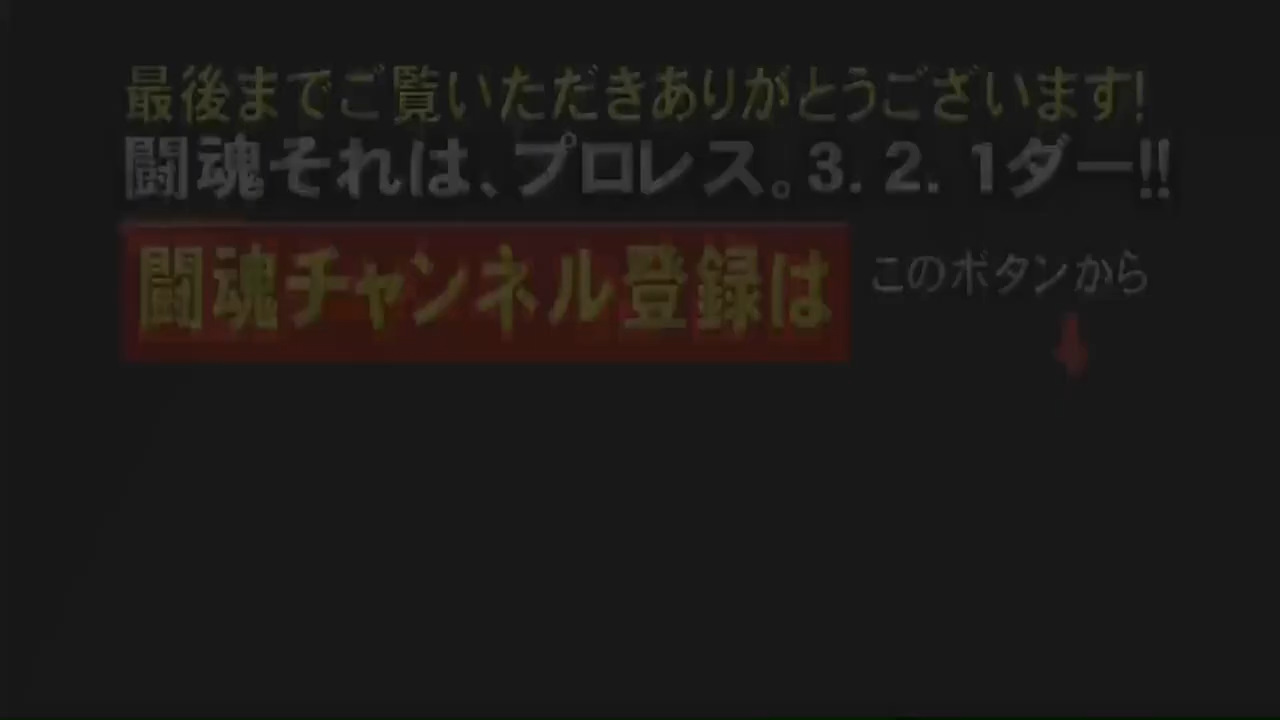 最後までご覧いただきありがとうございます!
闘魂それは、プロレス。3．2．1ダー!!
闘魂チャンネル登録は
このボタンから